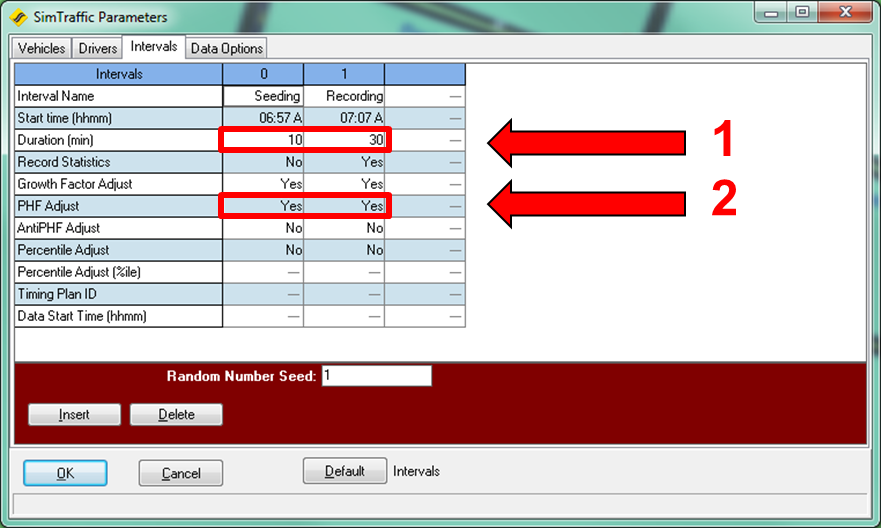 SimTraffic Parameters
Vehicles Drivers Intervals Data Options
Intervals 0 1
Interval Name Seeding Recording —
Start time (hhmm) 06:57 A 07:07 A —
Duration (min) 10 30 —
1
Record Statistics No Yes —
Growth Factor Adjust Yes Yes —
PHF Adjust Yes Yes —
2
AntiPHF Adjust No No —
Percentile Adjust No No —
Percentile Adjust (%ile) — — —
Timing Plan ID — — —
Data Start Time (hhmm) — — —
Random Number Seed: 1
Insert Delete
OK Cancel Default Intervals